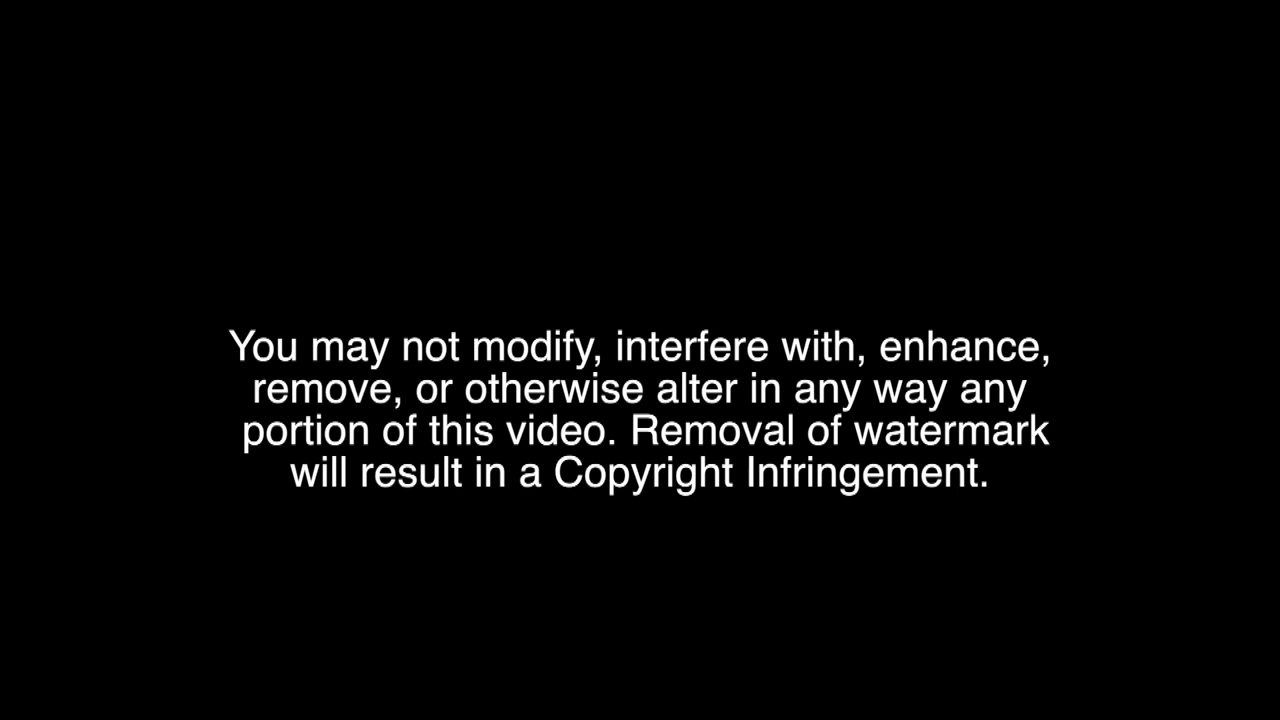 You may not modify, interfere with, enhance,
remove, or otherwise alter in any way any
portion of this video. Removal of watermark
will result in a Copyright Infringement.